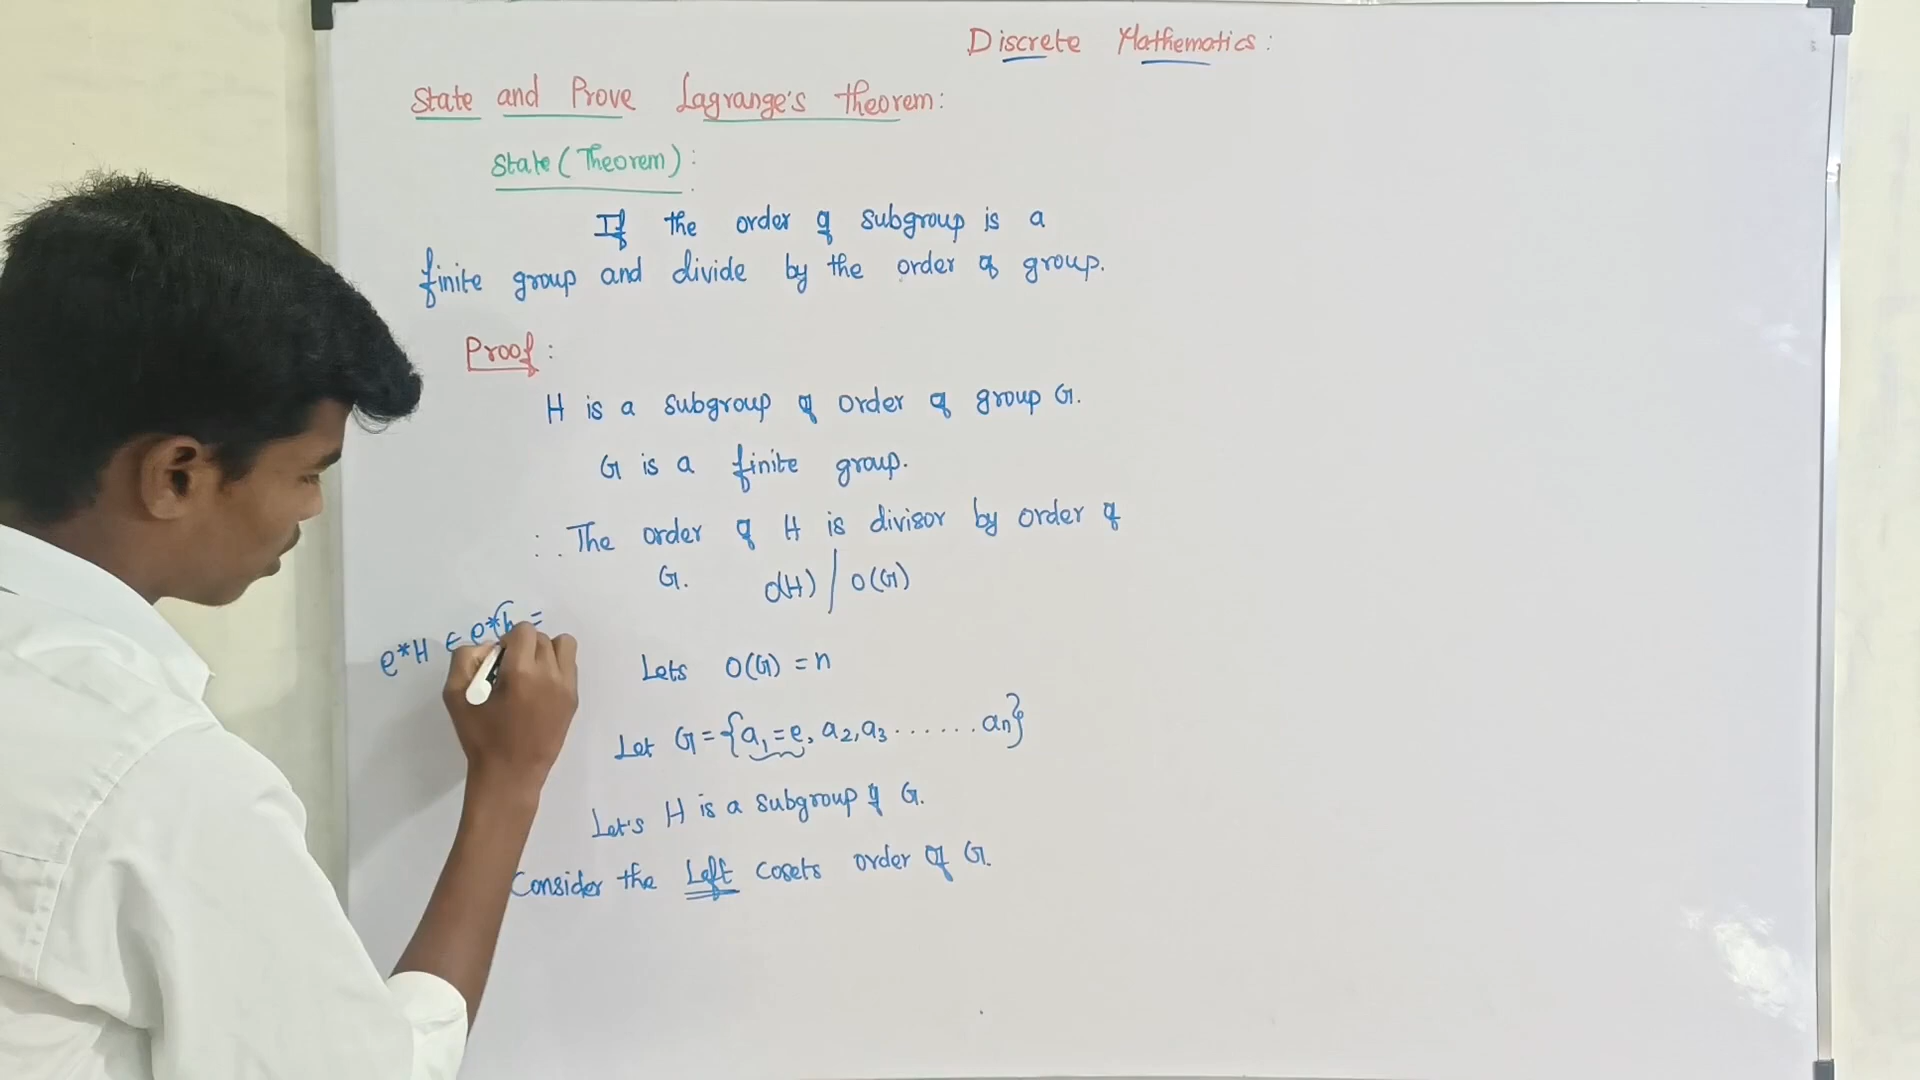 Discrete Mathematics:
State and Prove Lagrange's theorem:
State (Theorem):
If the order of subgroup is a
finite group and divide by the order of group.
Proof:
H is a subgroup of order of group G.
G is a finite group.
∴ The order of H is divisor by order of
G. O(H) / O(G)
e*H ∈ e*h =
Lets O(G) = n
Let G = {a₁ = e, a₂, a₃ ....... an}
Let's H is a subgroup of G.
Consider the Left cosets order of G.